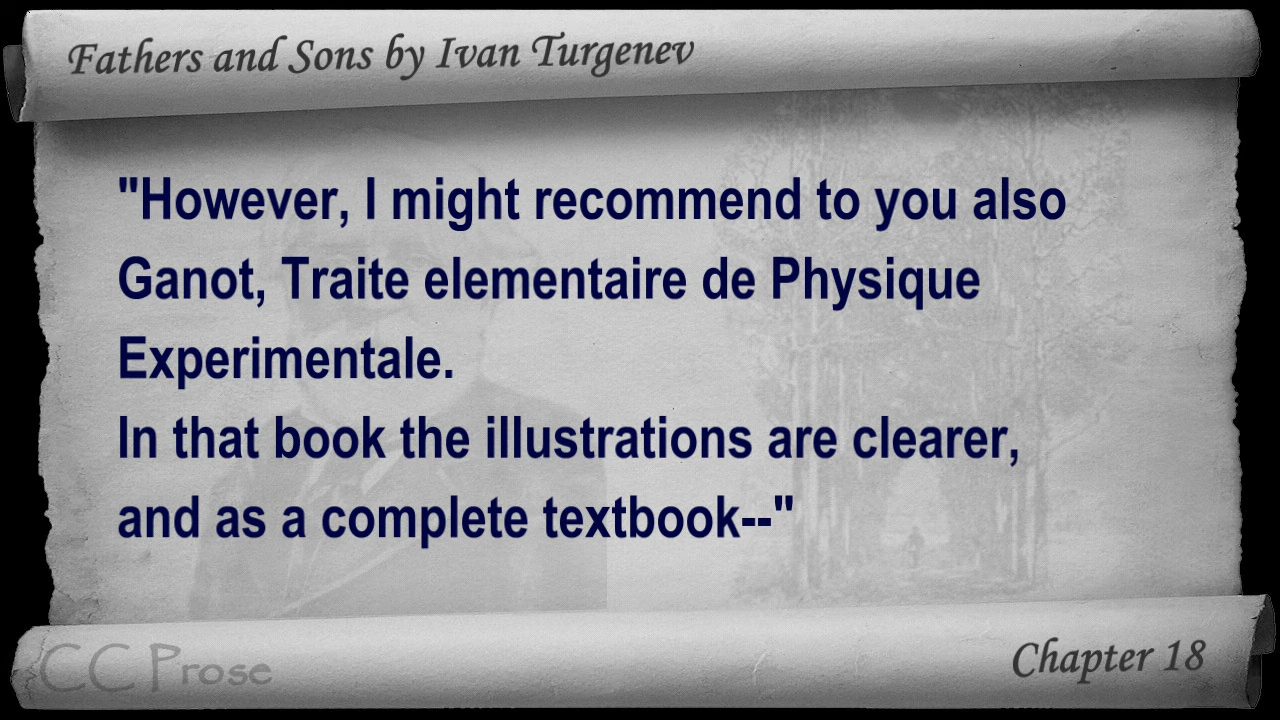 Fathers and Sons by Ivan Turgenev
"However, I might recommend to you also
Ganot, Traite elementaire de Physique
Experimentale.
In that book the illustrations are clearer,
and as a complete textbook--"
CC Prose
Chapter 18